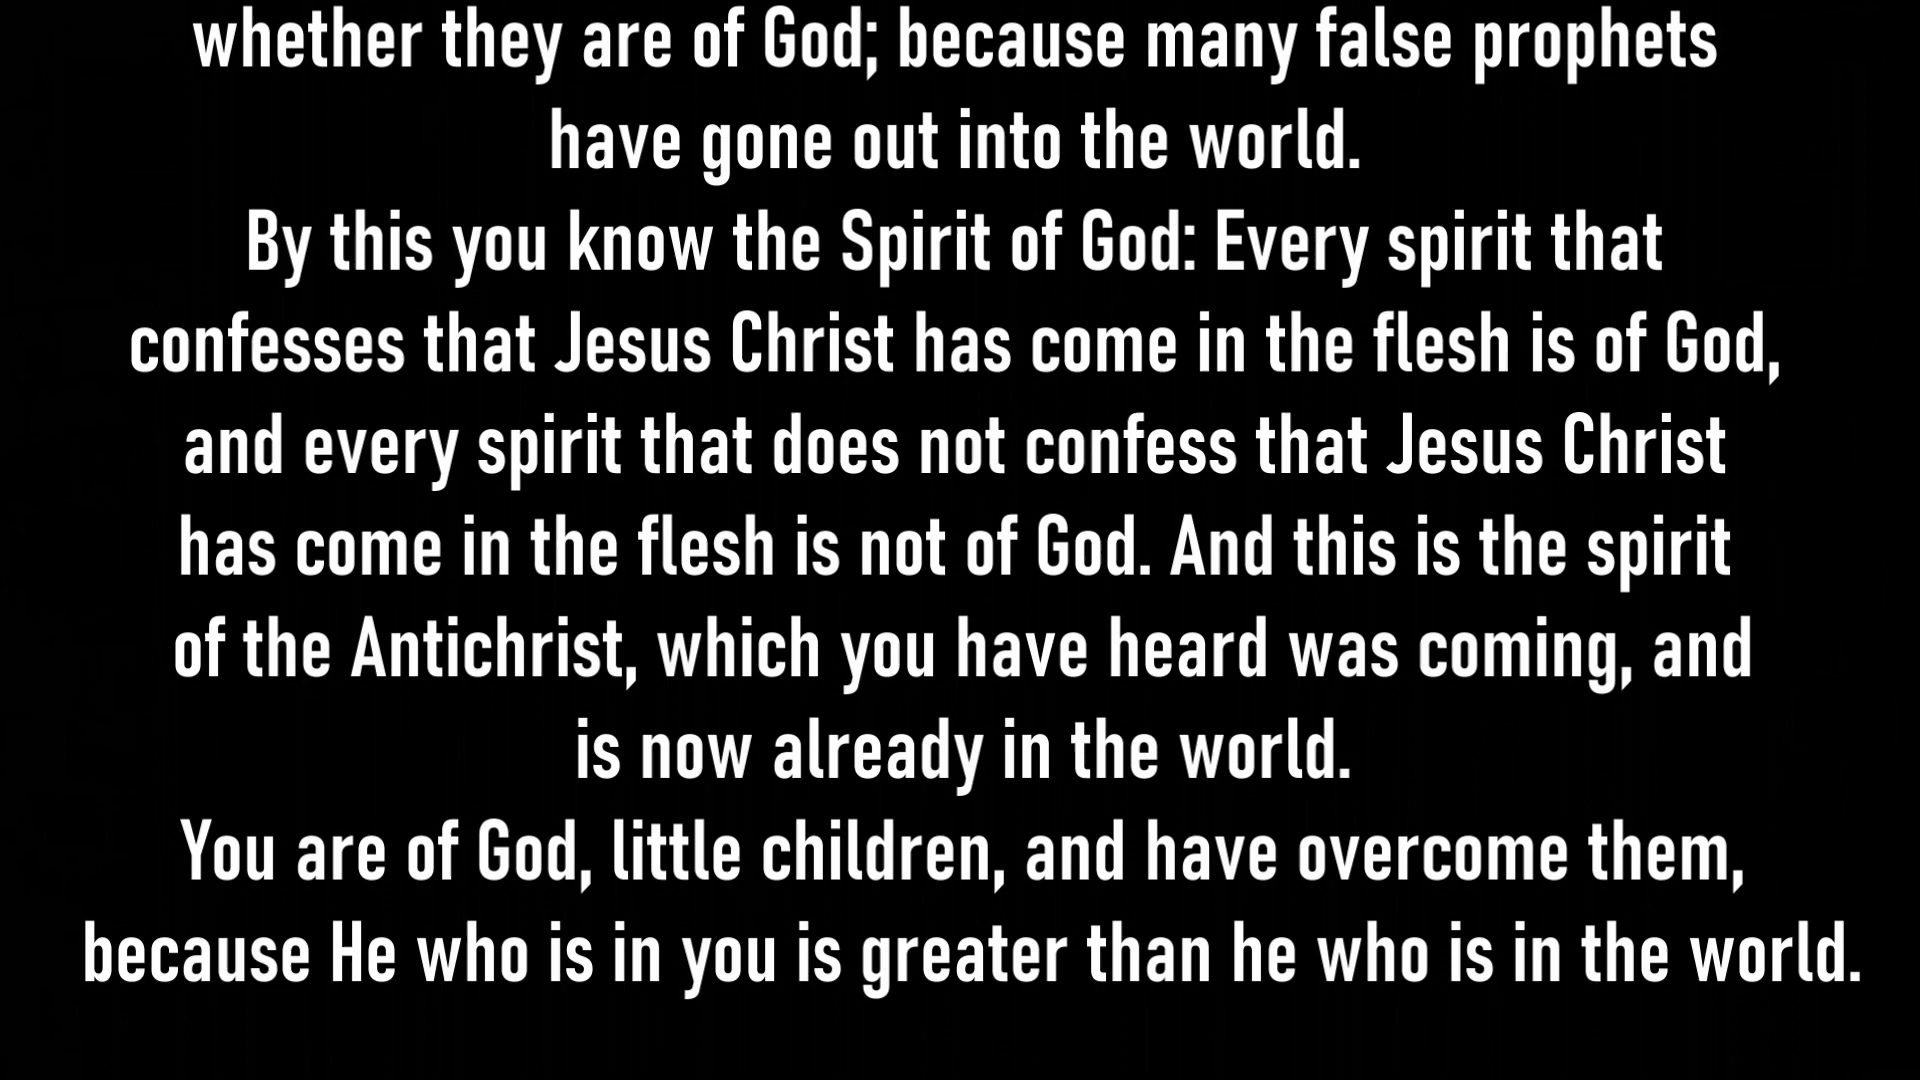 whether they are of God; because many false prophets
have gone out into the world.
By this you know the Spirit of God: Every spirit that
confesses that Jesus Christ has come in the flesh is of God,
and every spirit that does not confess that Jesus Christ
has come in the flesh is not of God. And this is the spirit
of the Antichrist, which you have heard was coming, and
is now already in the world.
You are of God, little children, and have overcome them,
because He who is in you is greater than he who is in the world.